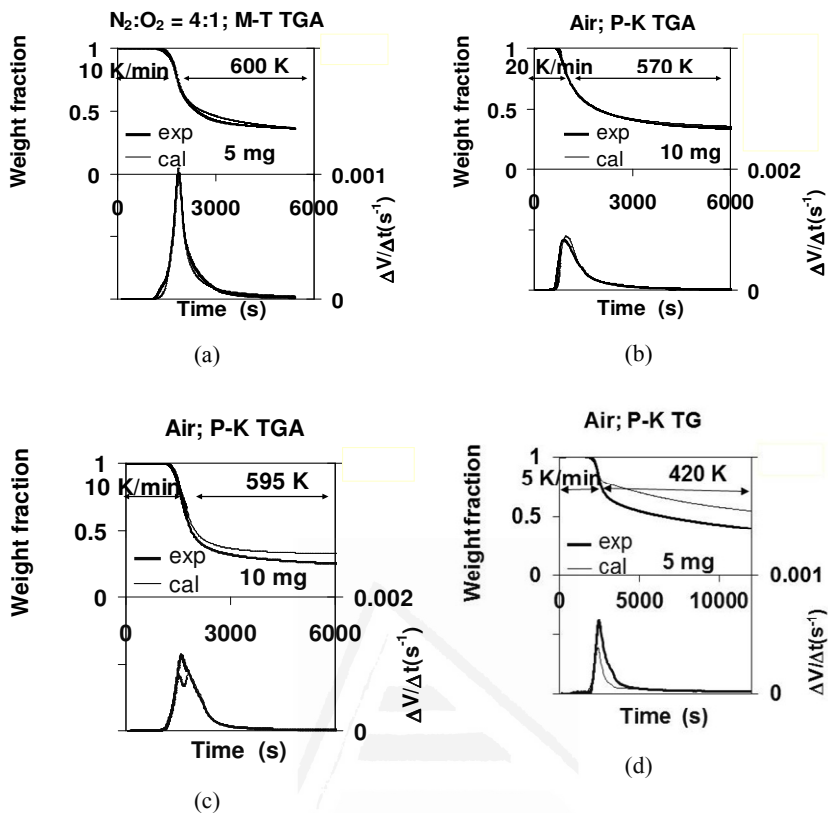 N₂:O₂ = 4:1; M-T TGA
Weight fraction
1
0.5
0
10 K/min
600 K
exp
cal
5 mg
0.001
0
ΔV/Δt(s⁻¹)
0 3000 6000
Time (s)
(a)
Air; P-K TGA
Weight fraction
1
0.5
0
20 K/min
570 K
exp
cal
10 mg
0.002
0
ΔV/Δt(s⁻¹)
0 2000 4000 6000
Time (s)
(b)
Air; P-K TGA
Weight fraction
1
0.5
0
10 K/min
595 K
exp
cal
10 mg
0.002
0
ΔV/Δt(s⁻¹)
0 3000 6000
Time (s)
(c)
Air; P-K TG
Weight fraction
1
0.5
0
5 K/min
420 K
exp
cal
5 mg
0.001
0
ΔV/Δt(s⁻¹)
0 5000 10000
Time (s)
(d)